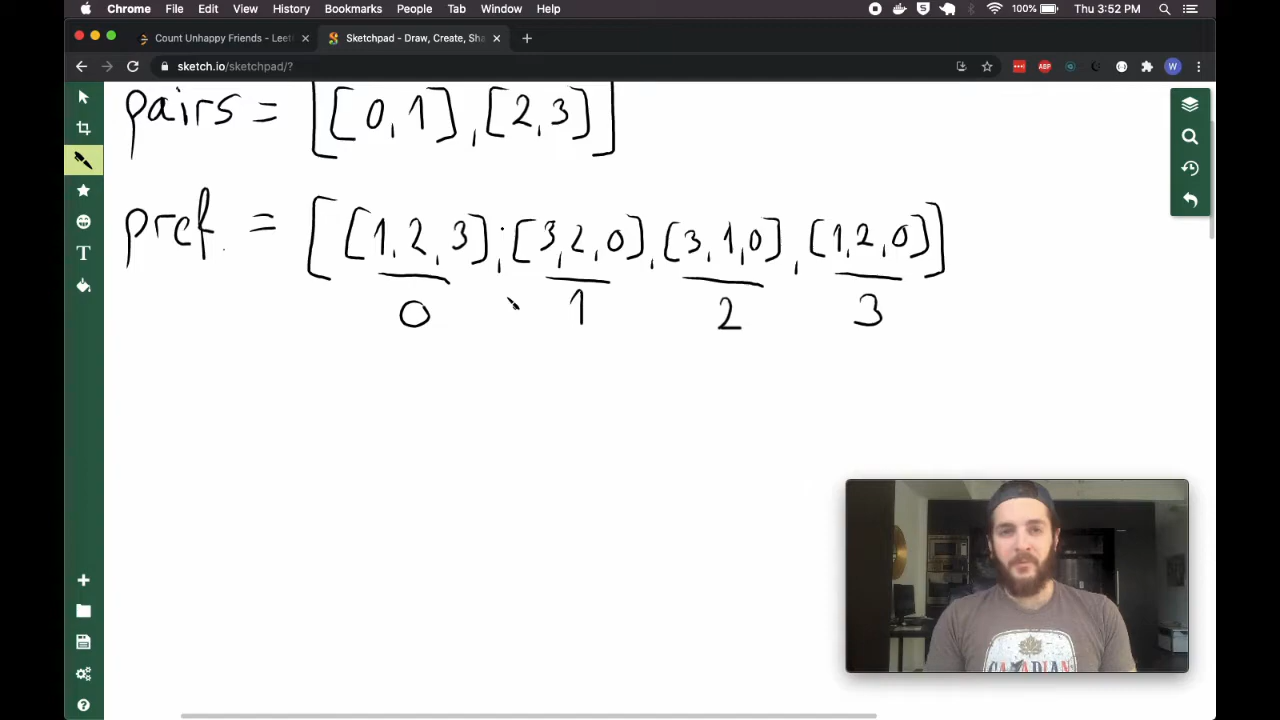 Chrome File Edit View History Bookmarks People Tab Window Help 100% Thu 3:52 PM
Count Unhappy Friends - Leet Sketchpad - Draw, Create, Sha
sketch.io/sketchpad/? ABP W
pairs = [[0,1],[2,3]]
pref. = [[1,2,3],[3,2,0],[3,1,0],[1,2,0]]
0 1 2 3
T
?